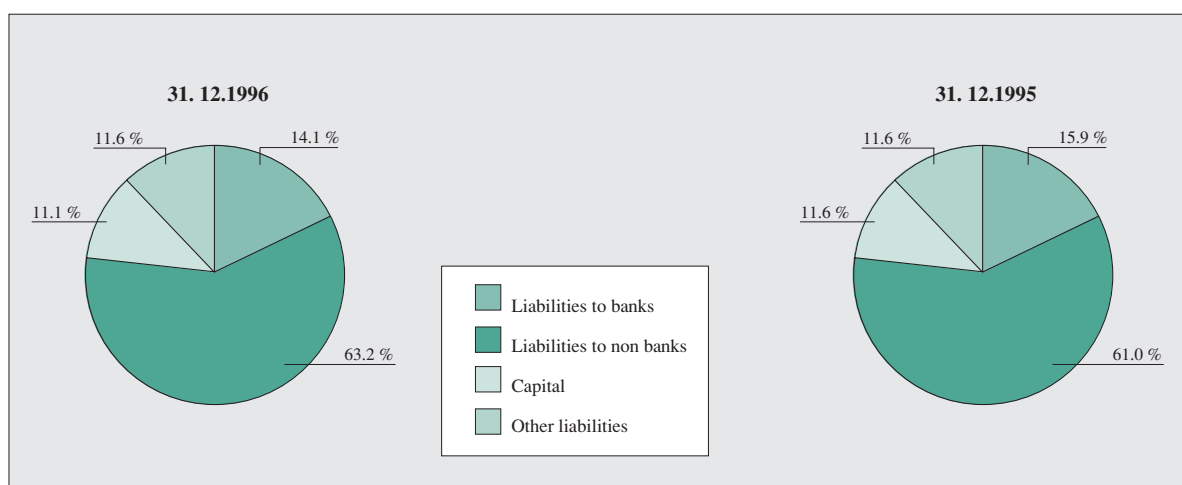 31. 12.1996
11.6 %
14.1 %
11.1 %
63.2 %
31. 12.1995
11.6 %
15.9 %
11.6 %
61.0 %
Liabilities to banks
Liabilities to non banks
Capital
Other liabilities